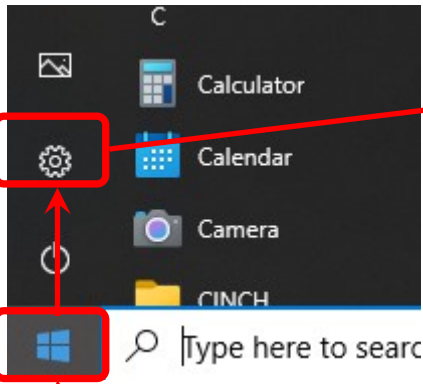 C
Calculator
Calendar
Camera
CINCH
Type here to searc